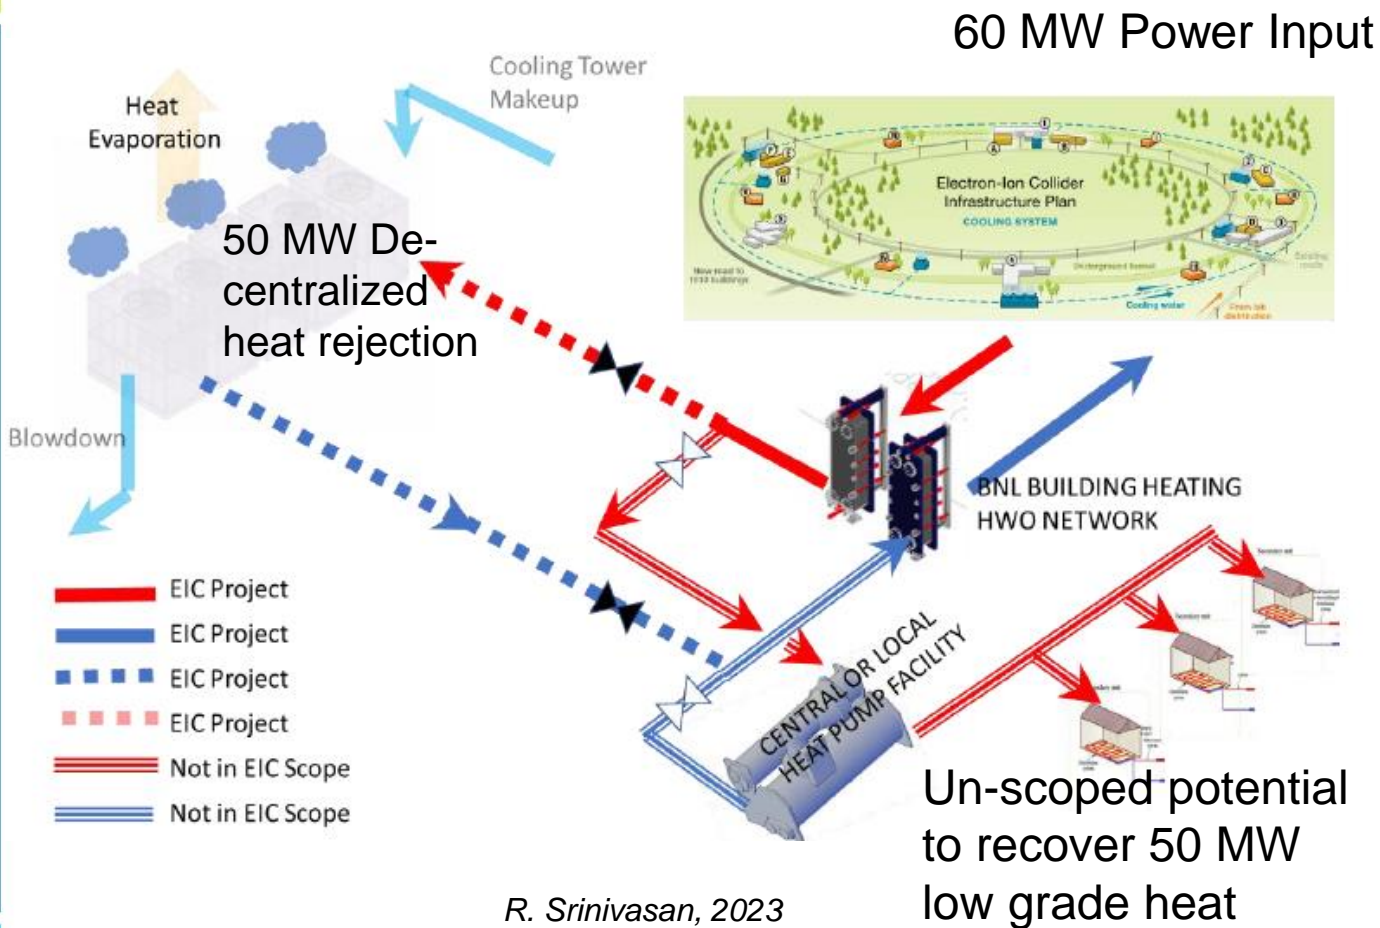 60 MW Power Input
Cooling Tower
Makeup
Heat
Evaporation
50 MW De-
centralized
heat rejection
Electron-Ion Collider
Infrastructure Plan
COOLING SYSTEM
Cooling water
Blowdown
BNL BUILDING HEATING
HWO NETWORK
EIC Project
EIC Project
EIC Project
EIC Project
Not in EIC Scope
Not in EIC Scope
CENTRAL OR LOCAL
HEAT PUMP FACILITY
Un-scoped potential
to recover 50 MW
low grade heat
R. Srinivasan, 2023